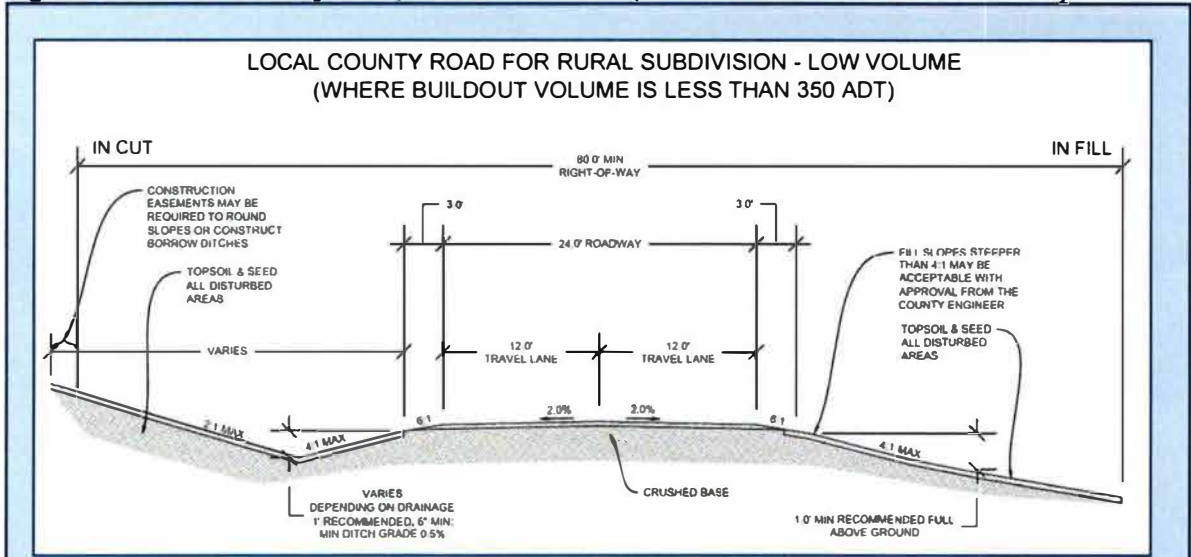 LOCAL COUNTY ROAD FOR RURAL SUBDIVISION - LOW VOLUME
(WHERE BUILDOUT VOLUME IS LESS THAN 350 ADT)
IN CUT
IN FILL
80.0' MIN
RIGHT-OF-WAY
CONSTRUCTION
EASEMENTS MAY BE
REQUIRED TO ROUND
SLOPES OR CONSTRUCT
BORROW DITCHES
3.0'
3.0'
24.0' ROADWAY
FILL SLOPES STEEPER
THAN 4:1 MAY BE
ACCEPTABLE WITH
APPROVAL FROM THE
COUNTY ENGINEER
TOPSOIL & SEED
ALL DISTURBED
AREAS
TOPSOIL & SEED
ALL DISTURBED
AREAS
VARIES
12.0'
TRAVEL LANE
12.0'
TRAVEL LANE
2:1 MAX
4:1 MAX
6:1
2.0%
2.0%
6:1
4:1 MAX
CRUSHED BASE
VARIES
DEPENDING ON DRAINAGE
1' RECOMMENDED, 6" MIN:
MIN DITCH GRADE 0.5%
1.0' MIN RECOMMENDED FULL
ABOVE GROUND